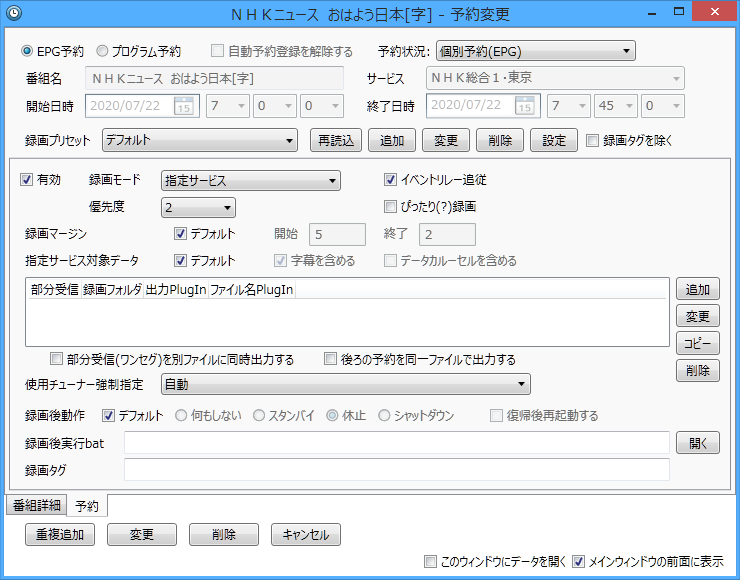 ＮＨＫニュース おはよう日本[字] - 予約変更
EPG予約 プログラム予約 自動予約登録を解除する 予約状況: 個別予約(EPG)
番組名 ＮＨＫニュース おはよう日本[字] サービス ＮＨＫ総合１・東京
開始日時 2020/07/22 15 7 0 0 終了日時 2020/07/22 15 7 45 0
録画プリセット デフォルト 再読込 追加 変更 削除 設定 録画タグを除く
有効 録画モード 指定サービス イベントリレー追従
優先度 2 ぴったり(?)録画
録画マージン デフォルト 開始 5 終了 2
指定サービス対象データ デフォルト 字幕を含める データカルーセルを含める
部分受信 録画フォルダ 出力PlugIn ファイル名PlugIn 追加
変更
コピー
削除
部分受信(ワンセグ)を別ファイルに同時出力する 後ろの予約を同一ファイルで出力する
使用チューナー強制指定 自動
録画後動作 デフォルト 何もしない スタンバイ 休止 シャットダウン 復帰後再起動する
録画後実行bat 開く
録画タグ
番組詳細 予約
重複追加 変更 削除 キャンセル
このウィンドウにデータを開く メインウィンドウの前面に表示